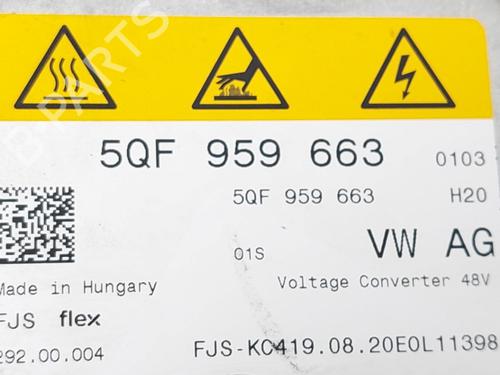 5QF 959 663 0103
5QF 959 663 H20
01S VW AG
Made in Hungary Voltage Converter 48V
FJS flex
292.00.004 FJS-KC419.08.20E0L11398
B-PARTS